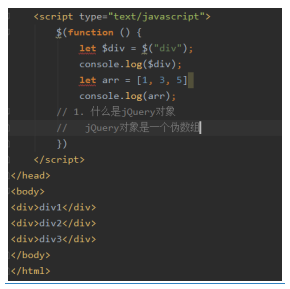 <script type="text/javascript">
$(function () {
let $div = $("div");
console.log($div);
let arr = [1, 3, 5]
console.log(arr);
// 1. 什么是jQuery对象
// jQuery对象是一个伪数组
})
</script>
</head>
<body>
<div>div1</div>
<div>div2</div>
<div>div3</div>
</body>
</html>